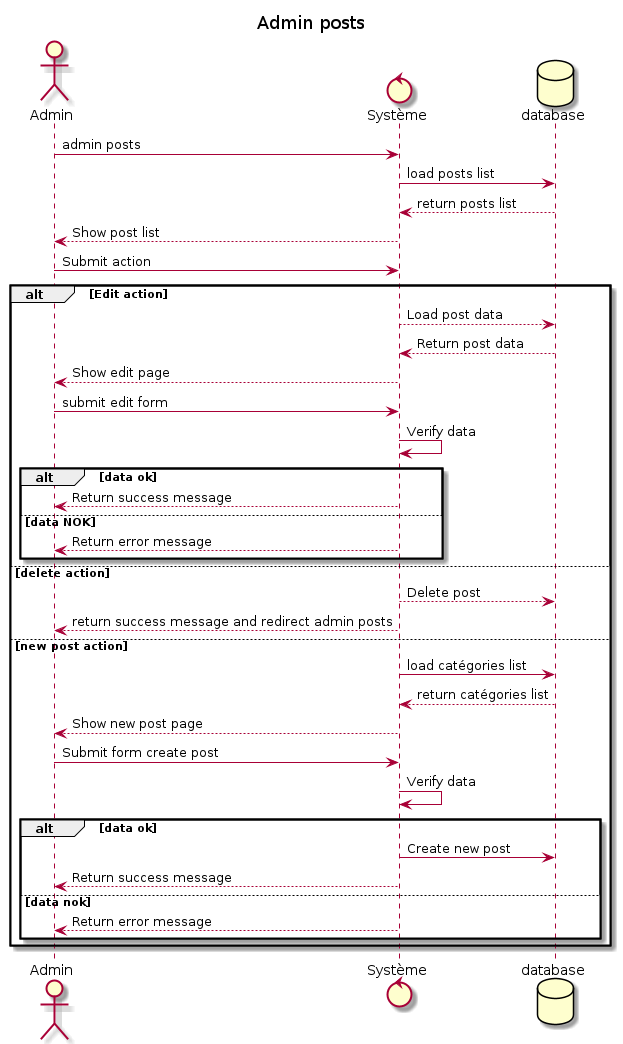 Admin posts
Admin
Système
database
admin posts
load posts list
return posts list
Show post list
Submit action
alt [Edit action]
Load post data
Return post data
Show edit page
submit edit form
Verify data
alt [data ok]
Return success message
[data NOK]
Return error message
[delete action]
Delete post
return success message and redirect admin posts
[new post action]
load catégories list
return catégories list
Show new post page
Submit form create post
Verify data
alt [data ok]
Create new post
Return success message
[data nok]
Return error message
Admin
Système
database